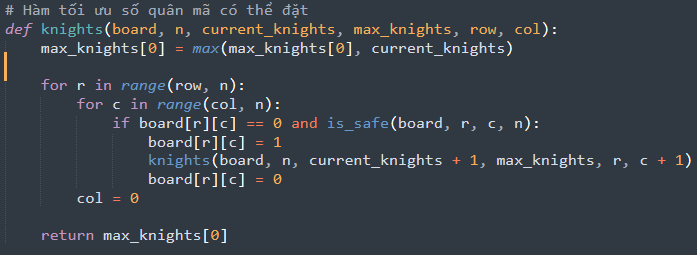 # Hàm tối ưu số quân mã có thể đặt
def knights(board, n, current_knights, max_knights, row, col):
    max_knights[0] = max(max_knights[0], current_knights)
    for r in range(row, n):
        for c in range(col, n):
            if board[r][c] == 0 and is_safe(board, r, c, n):
                board[r][c] = 1
                knights(board, n, current_knights + 1, max_knights, r, c + 1)
                board[r][c] = 0
        col = 0
    return max_knights[0]